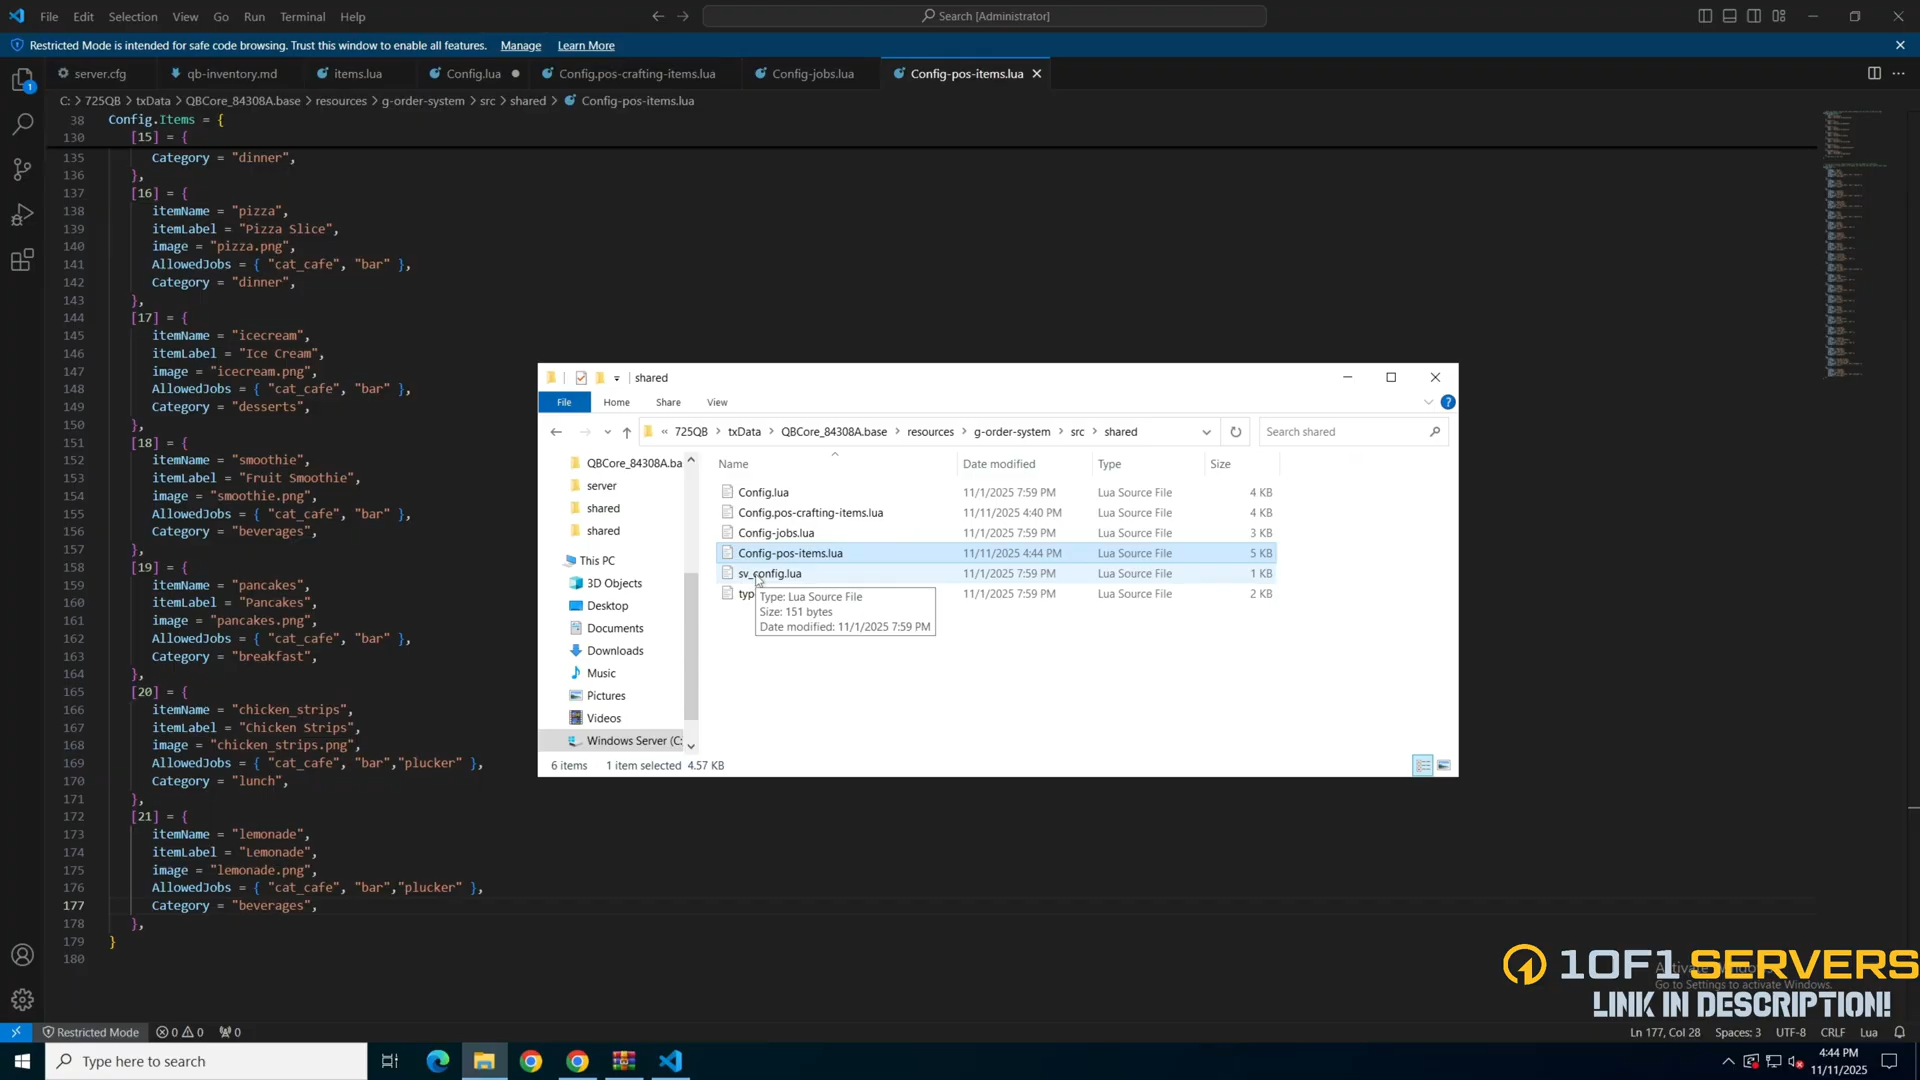 File Edit Selection View Go Run Terminal Help
Search [Administrator]
Restricted Mode is intended for safe code browsing. Trust this window to enable all features. Manage Learn More
server.cfg qb-inventory.md items.lua Config.lua Config.pos-crafting-items.lua Config-jobs.lua Config-pos-items.lua
C: > 725QB > txData > QBCore_84308A.base > resources > g-order-system > src > shared > Config-pos-items.lua
38 Config.Items = {
130 [15] = {
135 Category = "dinner",
136 },
137 [16] = {
138 itemName = "pizza",
139 itemLabel = "Pizza Slice",
140 image = "pizza.png",
141 AllowedJobs = { "cat_cafe", "bar" },
142 Category = "dinner",
143 },
144 [17] = {
145 itemName = "icecream",
146 itemLabel = "Ice Cream",
147 image = "icecream.png",
148 AllowedJobs = { "cat_cafe", "bar" },
149 Category = "desserts",
150 },
151 [18] = {
152 itemName = "smoothie",
153 itemLabel = "Fruit Smoothie",
154 image = "smoothie.png",
155 AllowedJobs = { "cat_cafe", "bar" },
156 Category = "beverages",
157 },
158 [19] = {
159 itemName = "pancakes",
160 itemLabel = "Pancakes",
161 image = "pancakes.png",
162 AllowedJobs = { "cat_cafe", "bar" },
163 Category = "breakfast",
164 },
165 [20] = {
166 itemName = "chicken_strips",
167 itemLabel = "Chicken Strips",
168 image = "chicken_strips.png",
169 AllowedJobs = { "cat_cafe", "bar","plucker" },
170 Category = "lunch",
171 },
172 [21] = {
173 itemName = "lemonade",
174 itemLabel = "Lemonade",
175 image = "lemonade.png",
176 AllowedJobs = { "cat_cafe", "bar","plucker" },
177 Category = "beverages",
178 },
179 }
180
shared
File Home Share View
« 725QB > txData > QBCore_84308A.base > resources > g-order-system > src > shared
Search shared
QBCore_84308A.ba
server
shared
shared
This PC
3D Objects
Desktop
Documents
Downloads
Music
Pictures
Videos
Windows Server (C:
Name Date modified Type Size
Config.lua 11/1/2025 7:59 PM Lua Source File 4 KB
Config.pos-crafting-items.lua 11/11/2025 4:40 PM Lua Source File 4 KB
Config-jobs.lua 11/1/2025 7:59 PM Lua Source File 3 KB
Config-pos-items.lua 11/11/2025 4:44 PM Lua Source File 5 KB
sv_config.lua 11/1/2025 7:59 PM Lua Source File 1 KB
typ 11/1/2025 7:59 PM Lua Source File 2 KB
Type: Lua Source File
Size: 151 bytes
Date modified: 11/1/2025 7:59 PM
6 items 1 item selected 4.57 KB
1OF1 SERVERS
Activate Windows
Go to Settings to activate Windows.
LINK IN DESCRIPTION!
Restricted Mode 0 0 0
Ln 177, Col 28 Spaces: 3 UTF-8 CRLF Lua
Type here to search
4:44 PM
11/11/2025